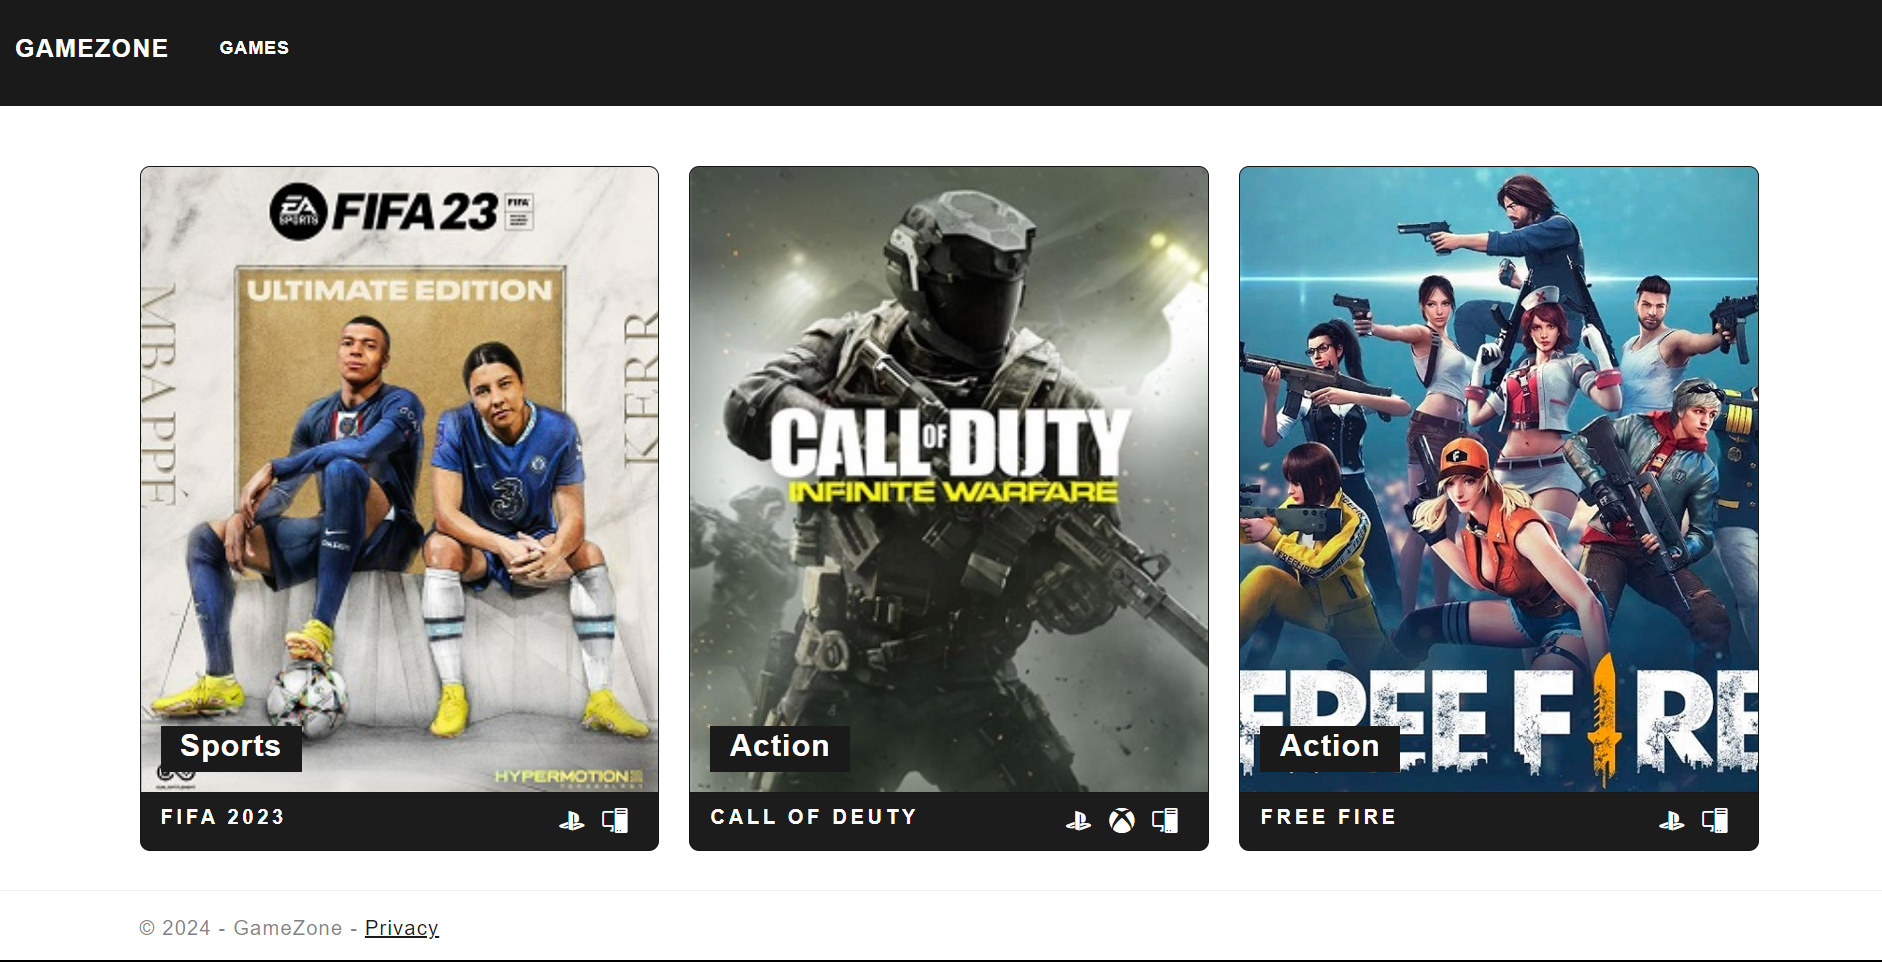 GAMEZONE GAMES
EA SPORTS FIFA 23 FIFA
ULTIMATE EDITION
MBAPPÉ
KERR
3
Sports
HYPERMOTION2
FIFA 2023
CALL OF DUTY
INFINITE WARFARE
Action
CALL OF DEUTY
FREE FIRE
Action
FREE FIRE
© 2024 - GameZone - Privacy